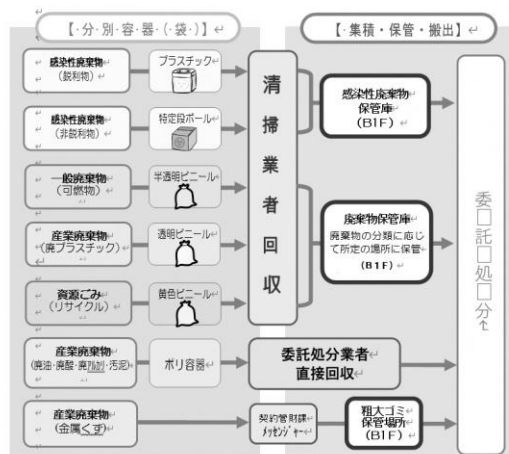 【・分・別・容・器・(・袋・)・】
【・集積・保管・搬出】
感染性廃棄物
(鋭利物)
プラスチック
感染性廃棄物
(非鋭利物)
特定段ボール
一般廃棄物
(可燃物)
半透明ビニール
産業廃棄物
(廃プラスチック)
透明ビニール
資源ごみ
(リサイクル)
黄色ビニール
産業廃棄物
(廃油・廃酸・廃アルカリ・汚泥)
ポリ容器
産業廃棄物
(金属くず)
清掃業者回収
委託処分業者
直接回収
契約管財課
メッセンジャー
感染性廃棄物
保管庫
(B1F)
廃棄物保管庫
廃棄物の分類に応じ
て所定の場所に保管
(B1F)
粗大ゴミ
保管場所
(B1F)
委□託□処□分